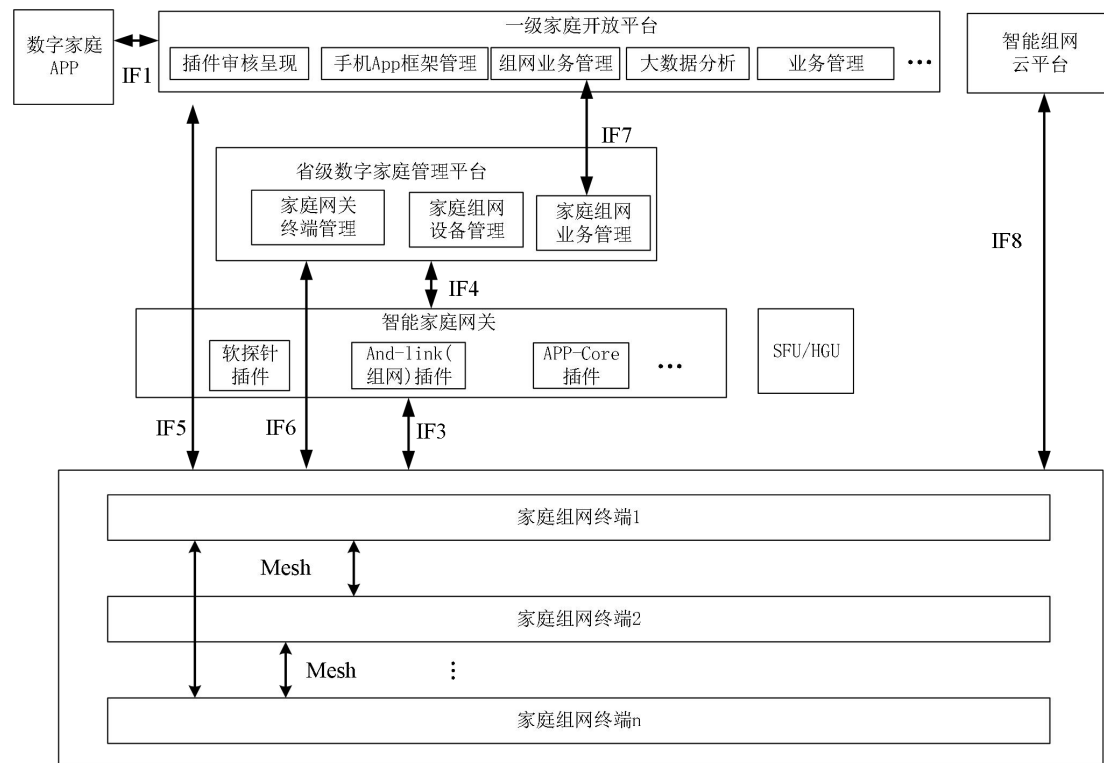 数字家庭
APP
IF1
一级家庭开放平台
插件审核呈现
手机App框架管理
组网业务管理
大数据分析
业务管理
...
智能组网
云平台
IF7
省级数字家庭管理平台
家庭网关
终端管理
家庭组网
设备管理
家庭组网
业务管理
IF8
IF4
智能家庭网关
软探针
插件
And-link(
组网)插件
APP-Core
插件
...
SFU/HGU
IF5
IF6
IF3
家庭组网终端1
Mesh
家庭组网终端2
Mesh
⋮
家庭组网终端n